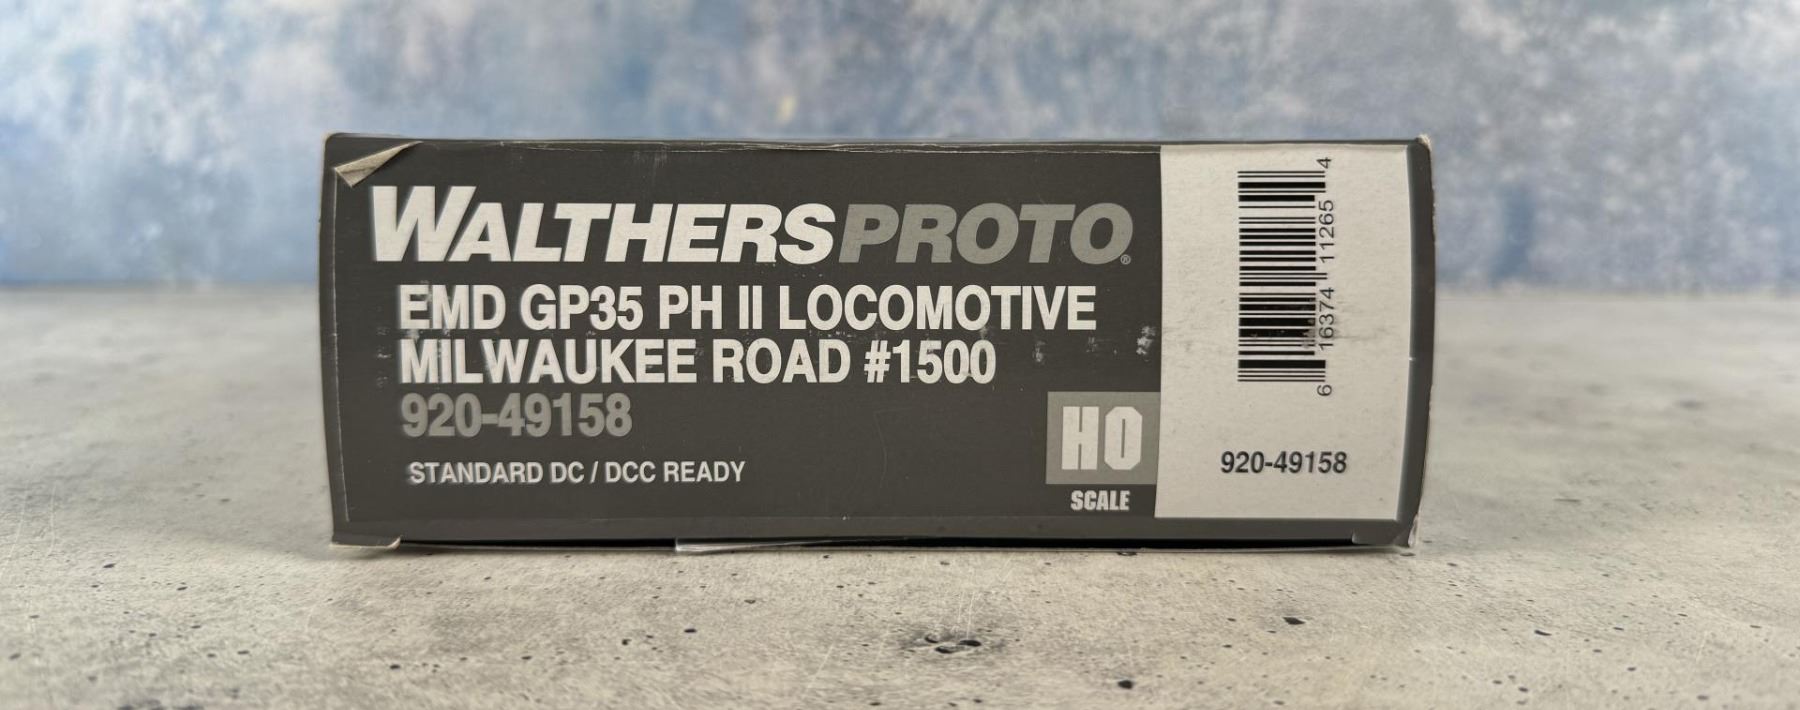 WALTHERSPROTO®
EMD GP35 PH II LOCOMOTIVE
MILWAUKEE ROAD #1500
920-49158
STANDARD DC / DCC READY
HO
SCALE
6 16374 11265 4
920-49158